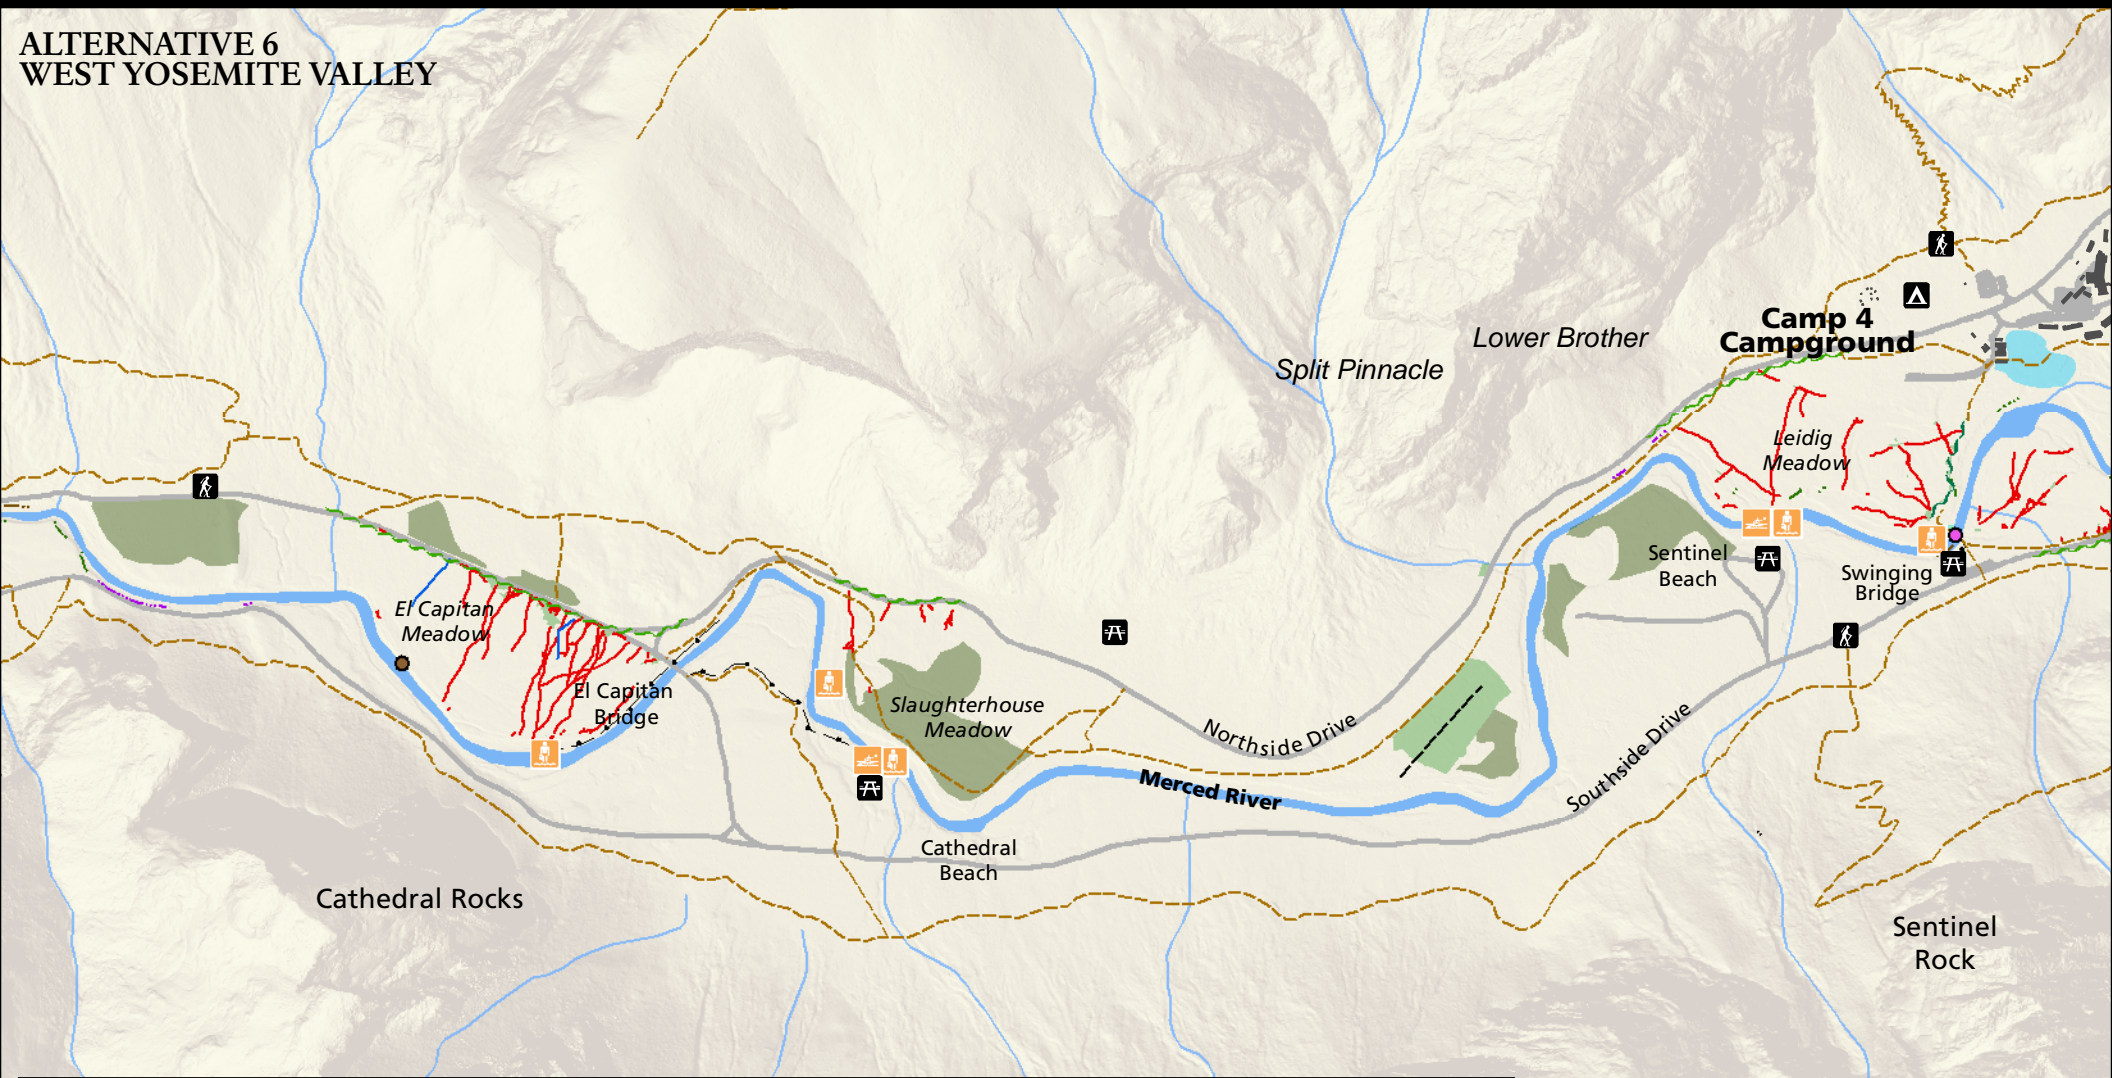 ALTERNATIVE 6
WEST YOSEMITE VALLEY
Camp 4
Campground
Lower Brother
Split Pinnacle
Leidig
Meadow
Sentinel
Beach
Swinging
Bridge
El Capitan
Meadow
El Capitan
Bridge
Slaughterhouse
Meadow
Northside Drive
Southside Drive
Merced River
Cathedral
Beach
Cathedral Rocks
Sentinel
Rock